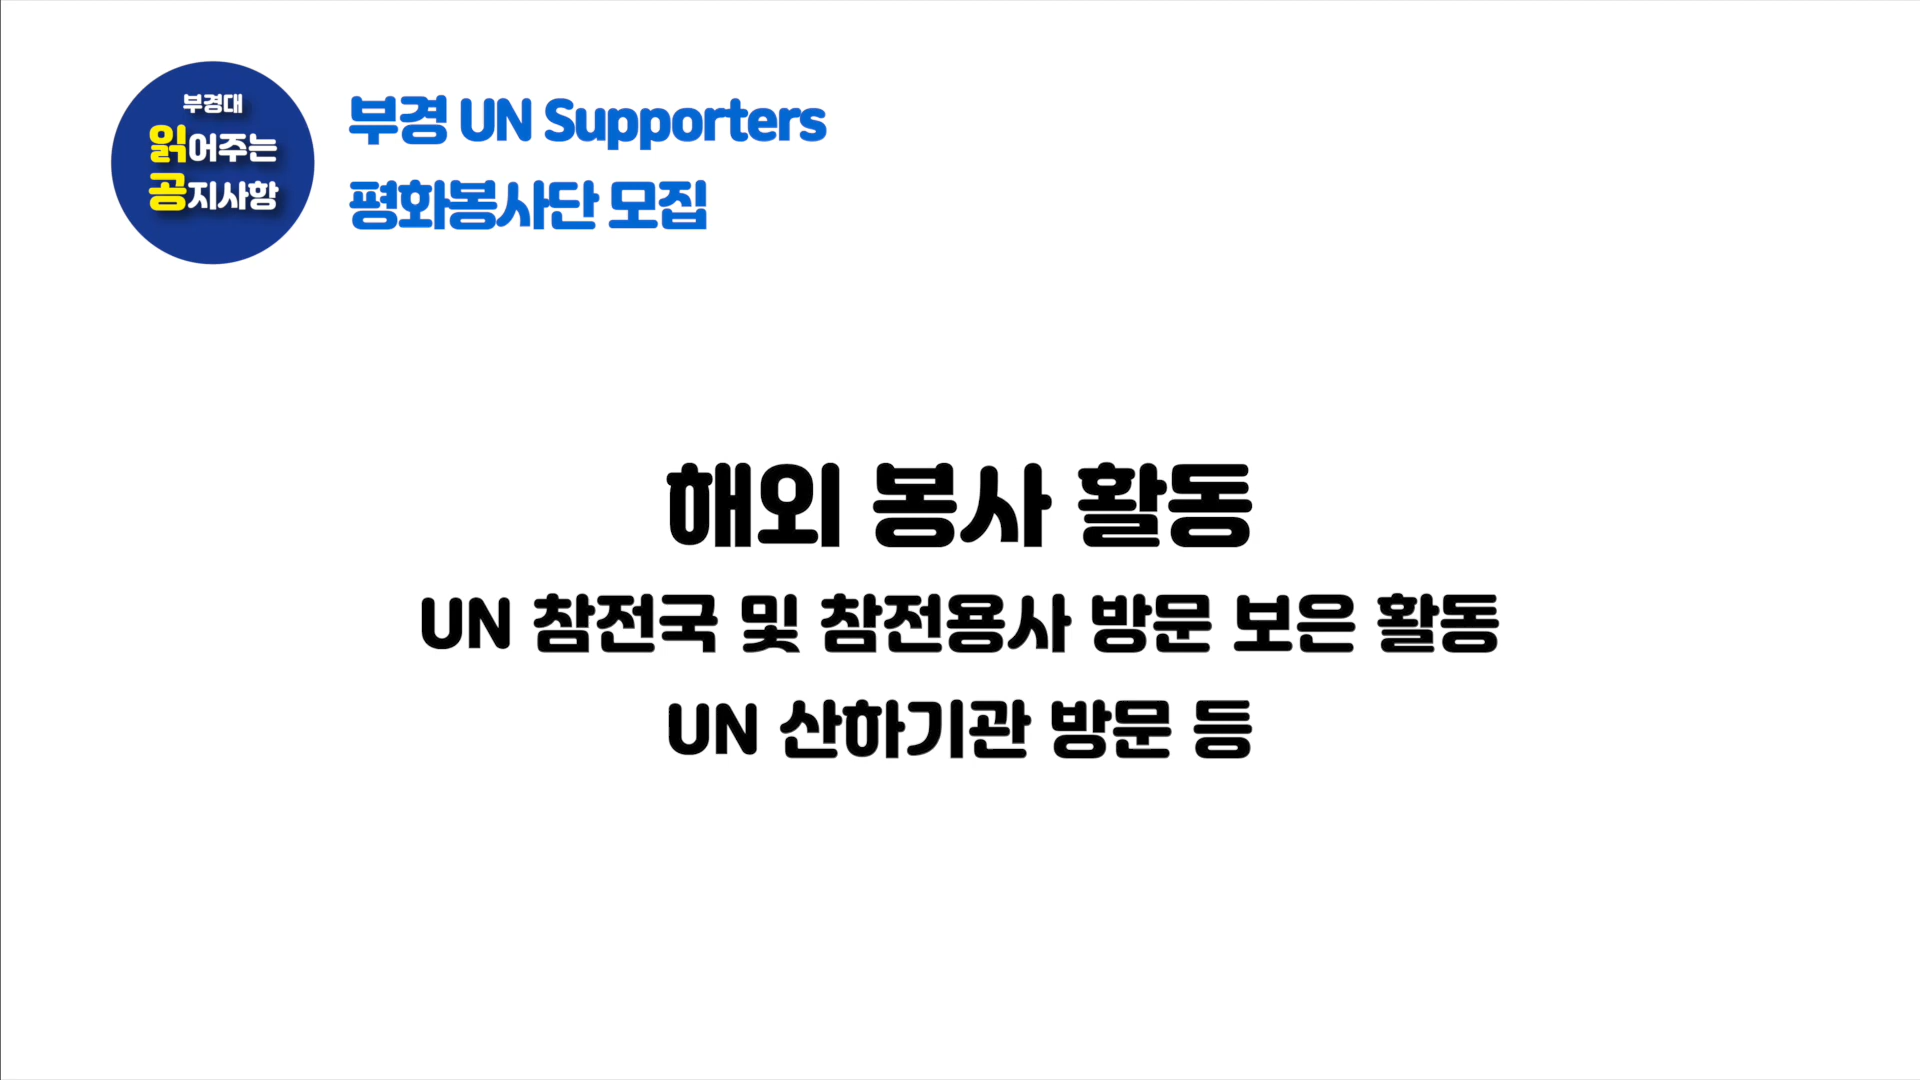 부경대
읽어주는
공지사항
부경 UN Supporters
평화봉사단 모집
해외 봉사 활동
UN 참전국 및 참전용사 방문 보은 활동
UN 산하기관 방문 등